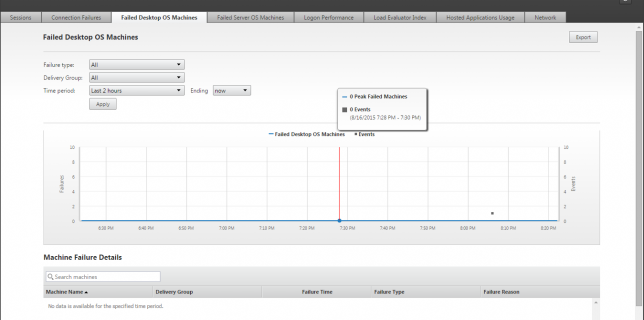 Sessions Connection Failures Failed Desktop OS Machines Failed Server OS Machines Logon Performance Load Evaluator Index Hosted Applications Usage Network
Failed Desktop OS Machines Export
Failure type: All
Delivery Group: All
Time period: Last 2 hours Ending now
Apply
0 Peak Failed Machines
0 Events
(8/16/2015 7:28 PM - 7:30 PM)
Failed Desktop OS Machines Events
10 10
8 8
6 6
4 4
2 2
0 0
Failures
Events
6:30 PM 6:40 PM 6:50 PM 7:00 PM 7:10 PM 7:20 PM 7:30 PM 7:40 PM 7:50 PM 8:00 PM 8:10 PM 8:20 PM
Machine Failure Details
Search machines
Machine Name Delivery Group Failure Time Failure Type Failure Reason
No data is available for the specified time period.